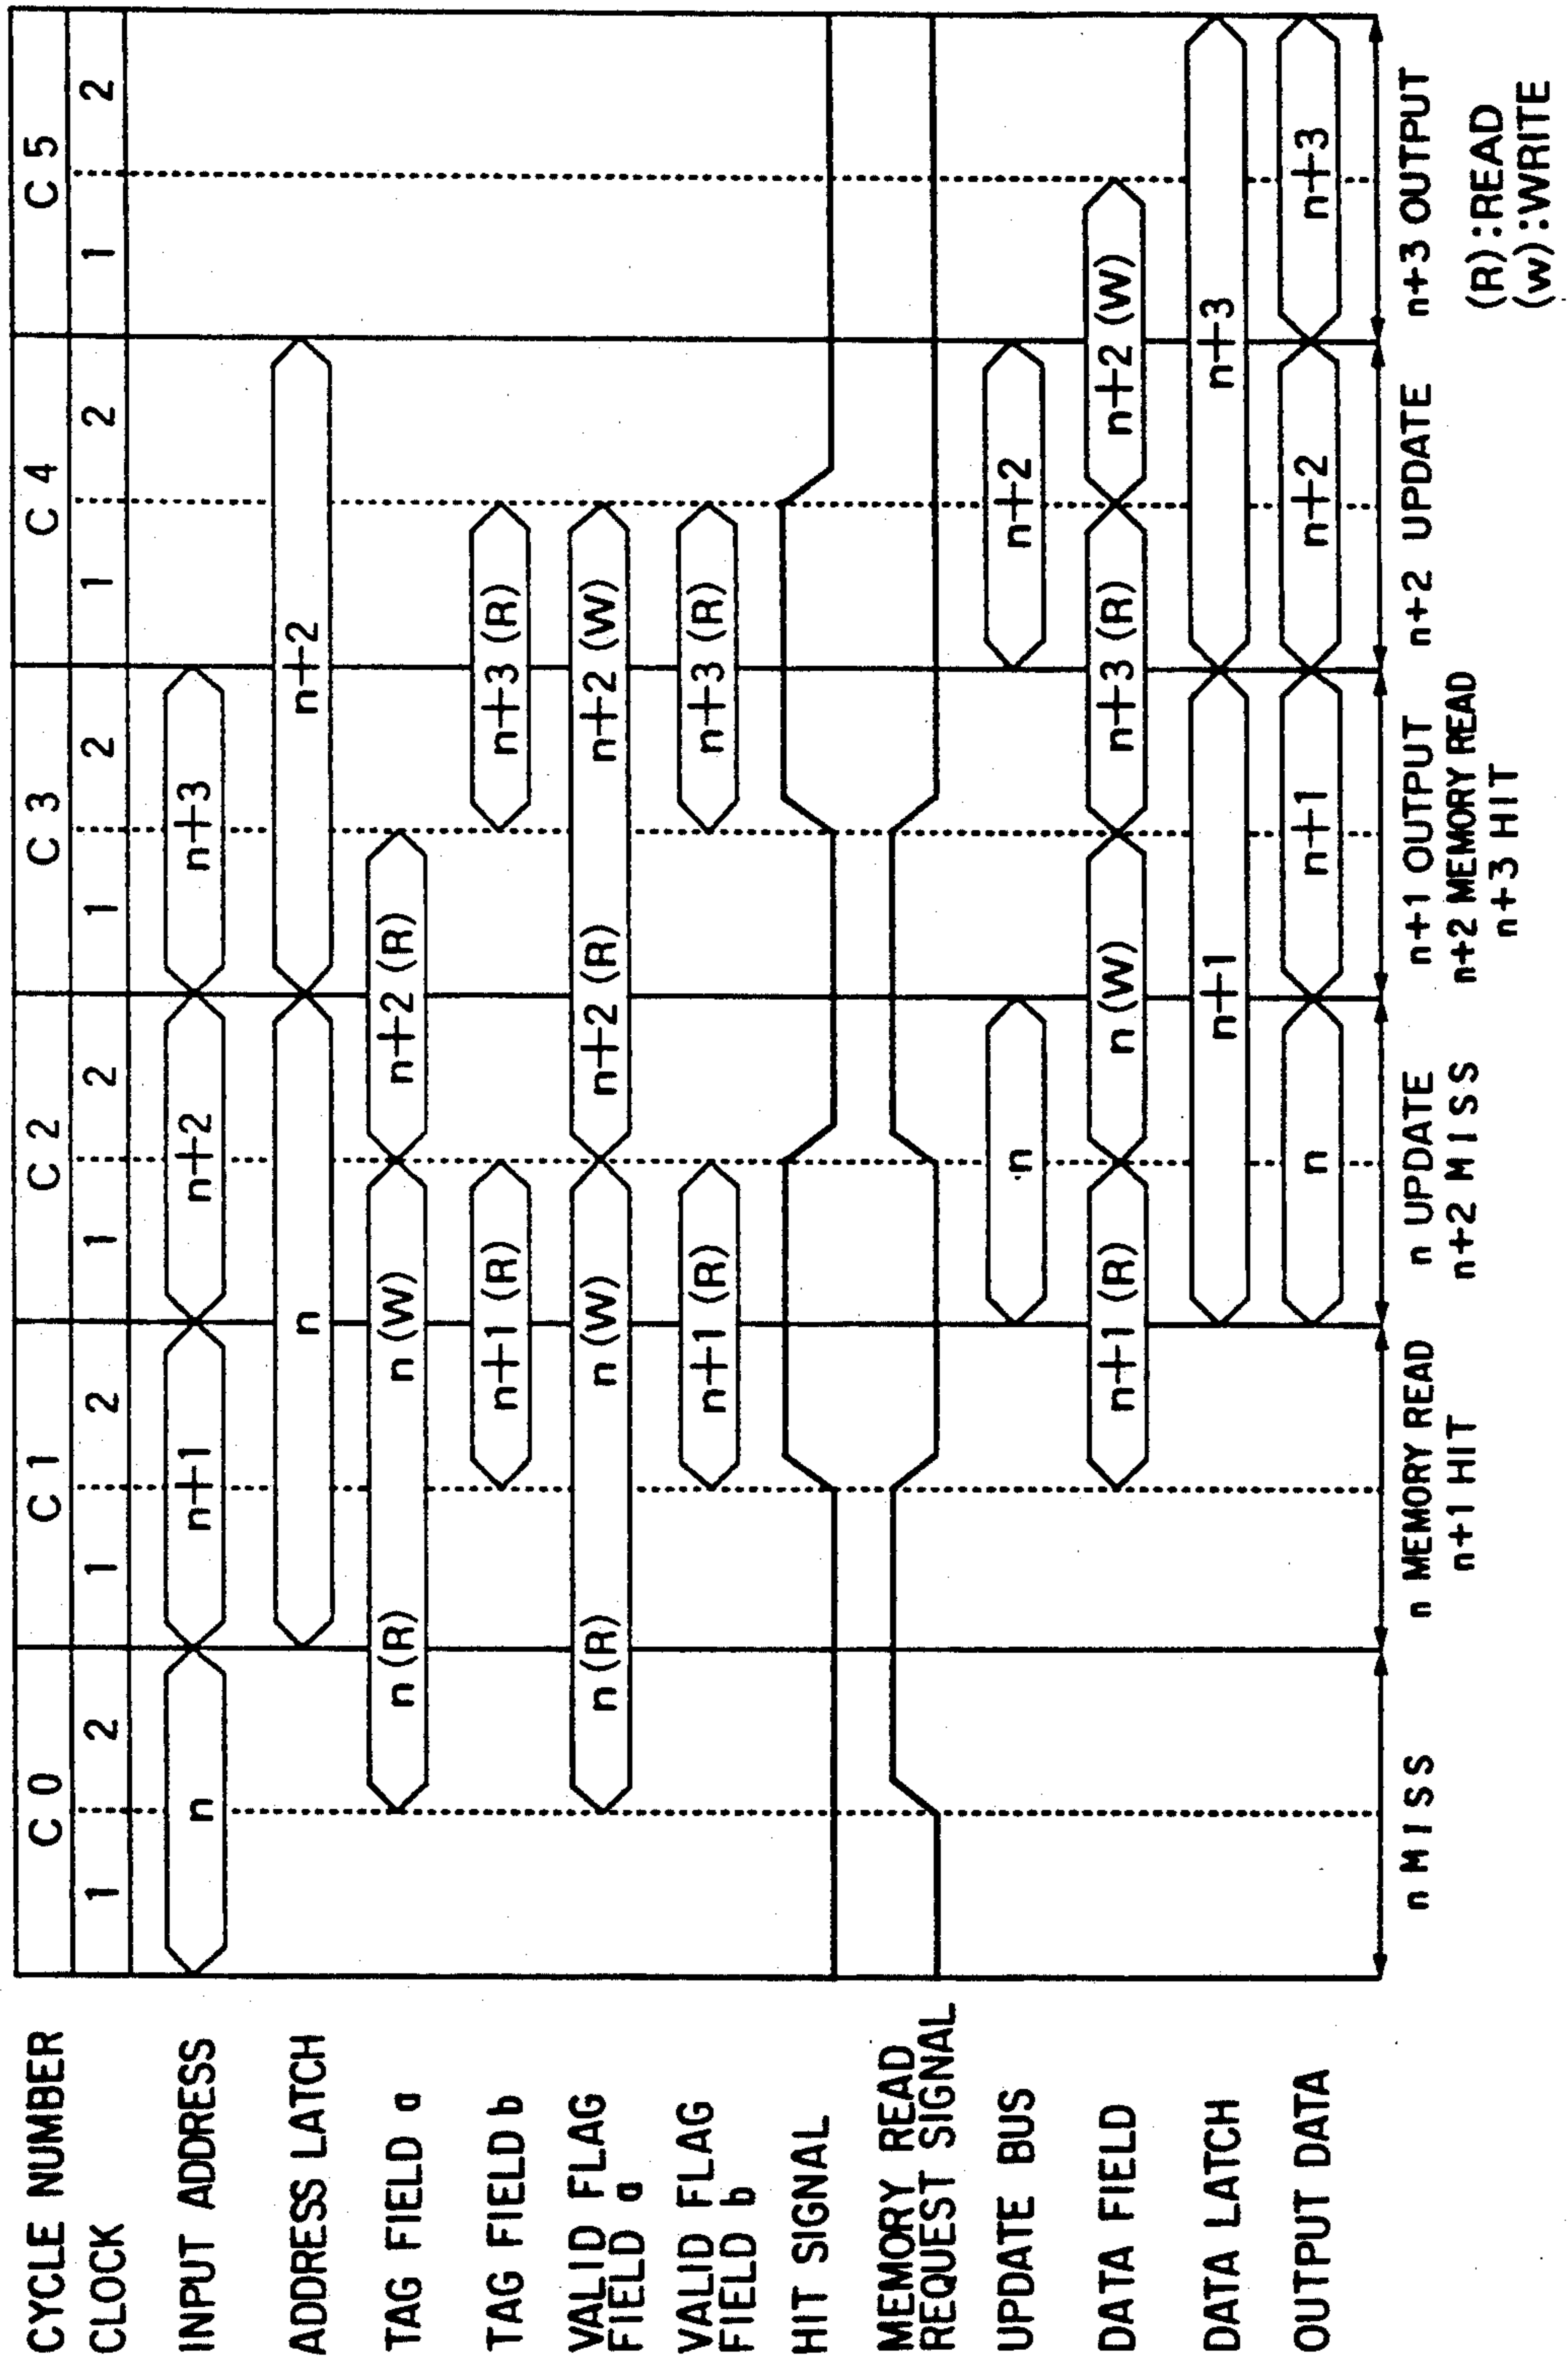 CYCLE NUMBER C 0 C 1 C 2 C 3 C 4 C 5
CLOCK 1 2 1 2 1 2 1 2 1 2 1 2
INPUT ADDRESS n n+1 n+2 n+3
ADDRESS LATCH n n+2
TAG FIELD a n (R) n (W) n+2 (R)
TAG FIELD b n+1 (R) n+3 (R)
VALID FLAG
FIELD a n (R) n (W) n+2 (R) n+2 (W)
VALID FLAG
FIELD b n+1 (R) n+3 (R)
HIT SIGNAL
MEMORY READ
REQUEST SIGNAL
UPDATE BUS n n+2
DATA FIELD n+1 (R) n (W) n+3 (R) n+2 (W)
DATA LATCH n+1 n+3
OUTPUT DATA n n+1 n+2 n+3
n MISS
n MEMORY READ
n+1 HIT
n UPDATE
n+2 MISS
n+1 OUTPUT
n+2 MEMORY READ
n+3 HIT
n+2 UPDATE
n+3 OUTPUT
(R):READ
(W):WRITE